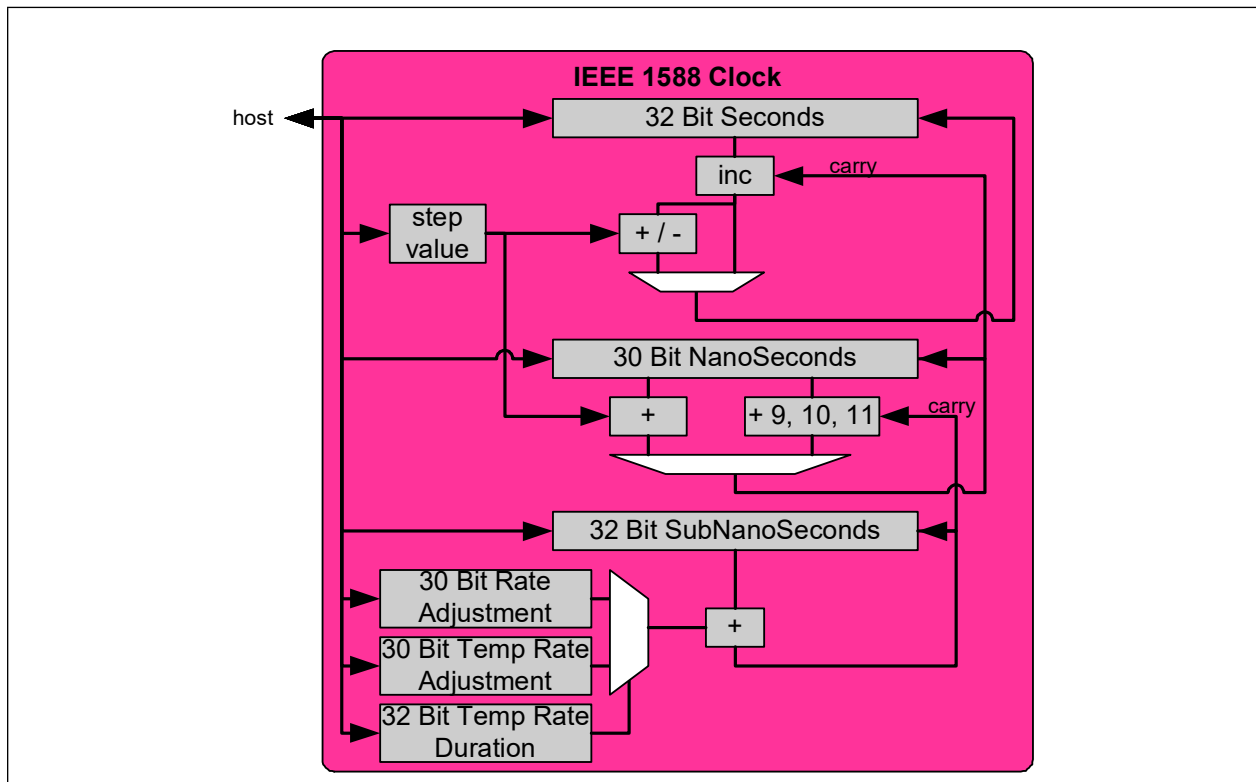 IEEE 1588 Clock
host
32 Bit Seconds
inc
carry
step
value
+ / -
30 Bit NanoSeconds
+
+ 9, 10, 11
carry
32 Bit SubNanoSeconds
30 Bit Rate
Adjustment
+
30 Bit Temp Rate
Adjustment
32 Bit Temp Rate
Duration